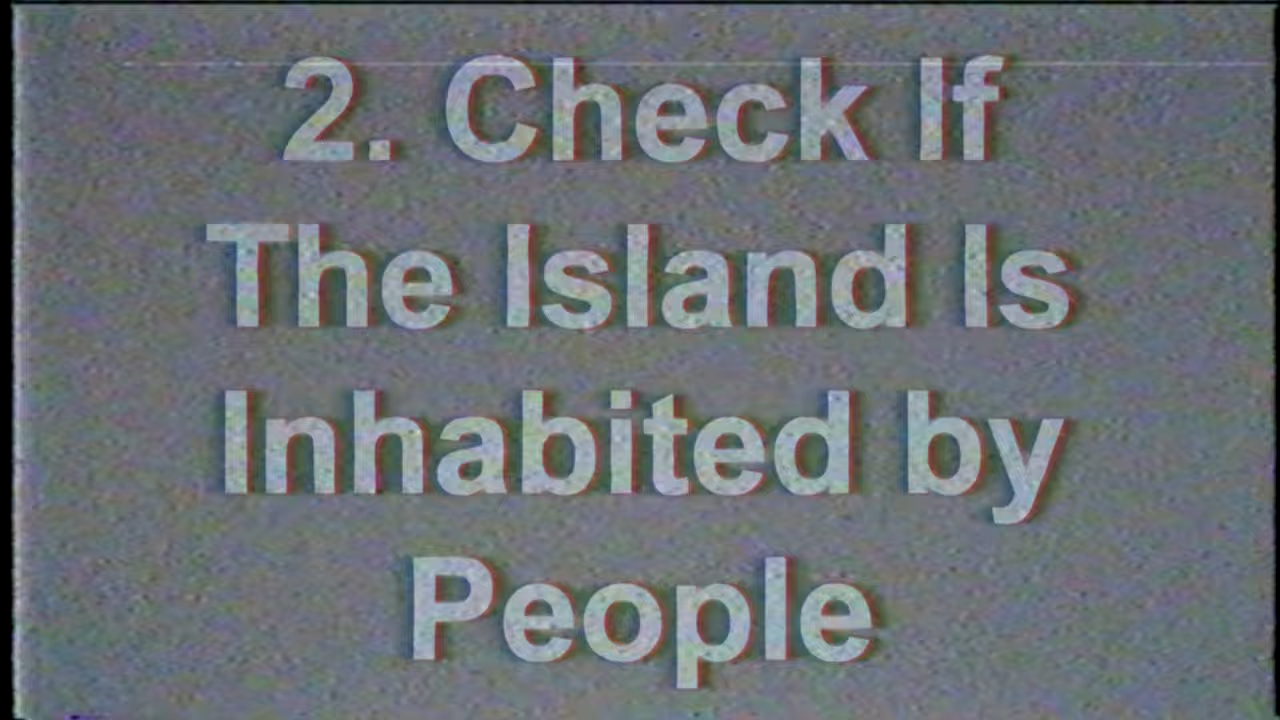 2. Check If
The Island Is
Inhabited by
People